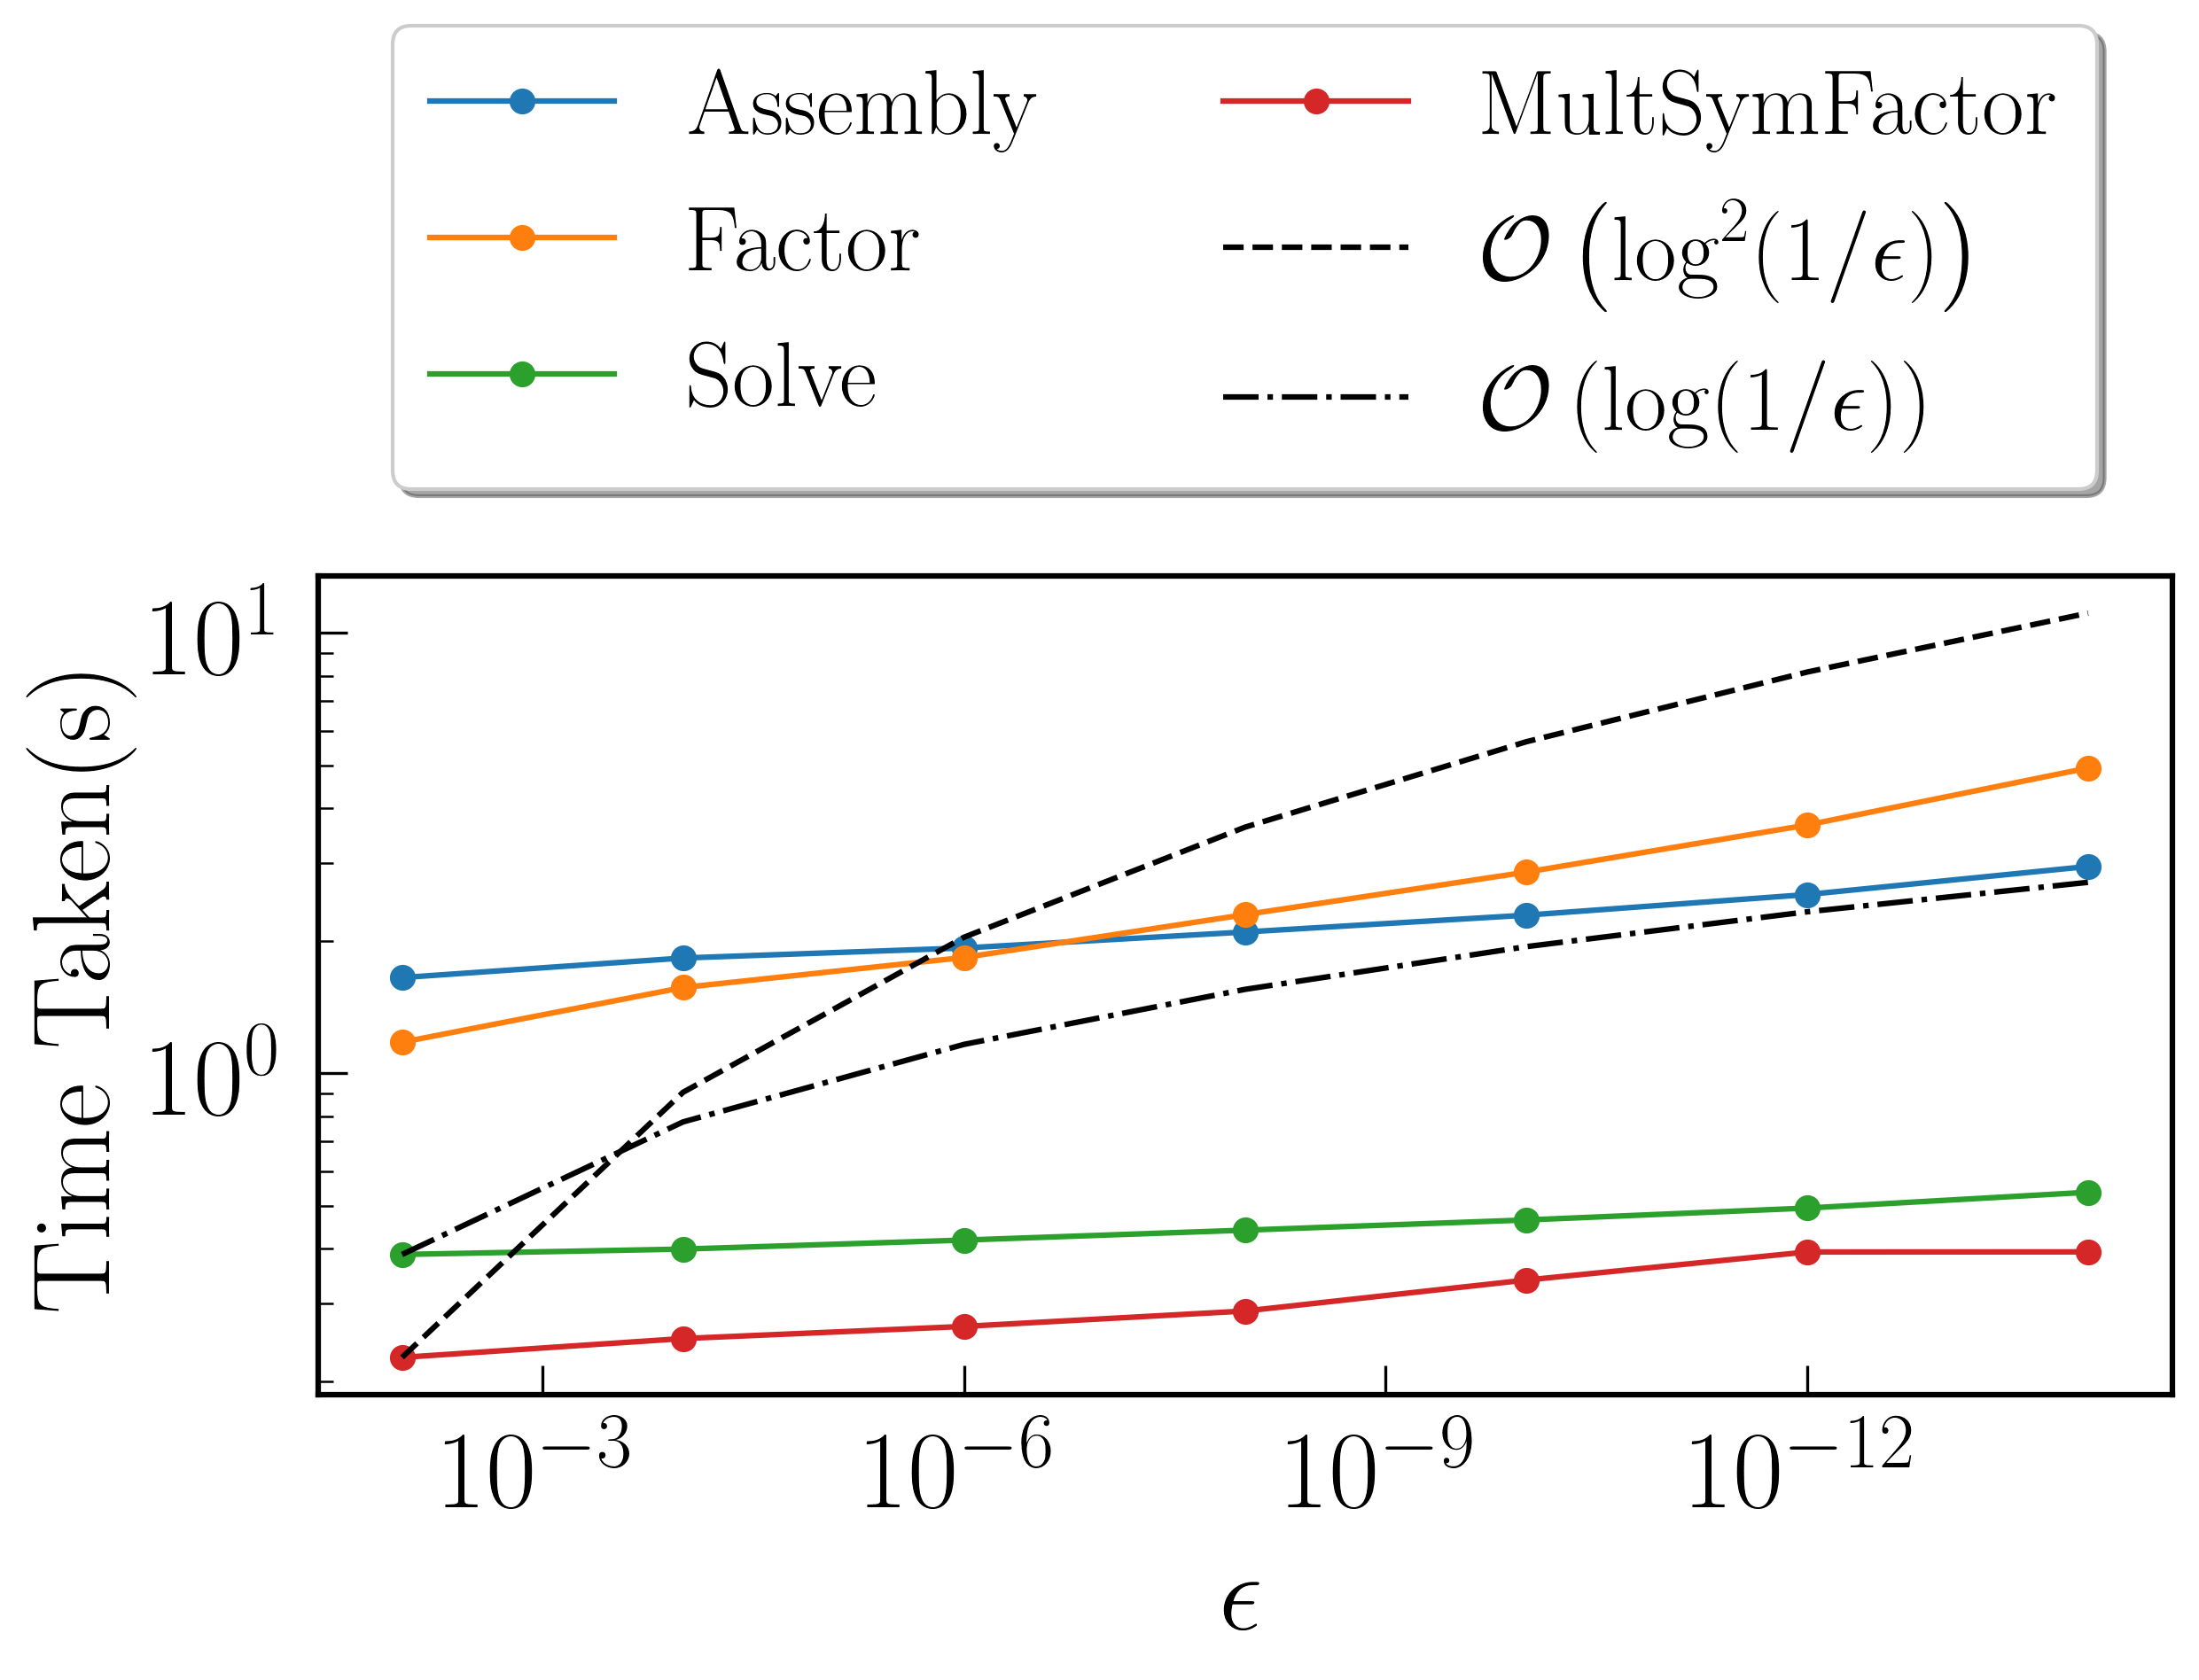 Assembly
Factor
Solve
MultSymFactor
𝒪 (log²(1/ϵ))
𝒪 (log(1/ϵ))
Time Taken(s)
10¹
10⁰
10⁻³ 10⁻⁶ 10⁻⁹ 10⁻¹²
ϵ